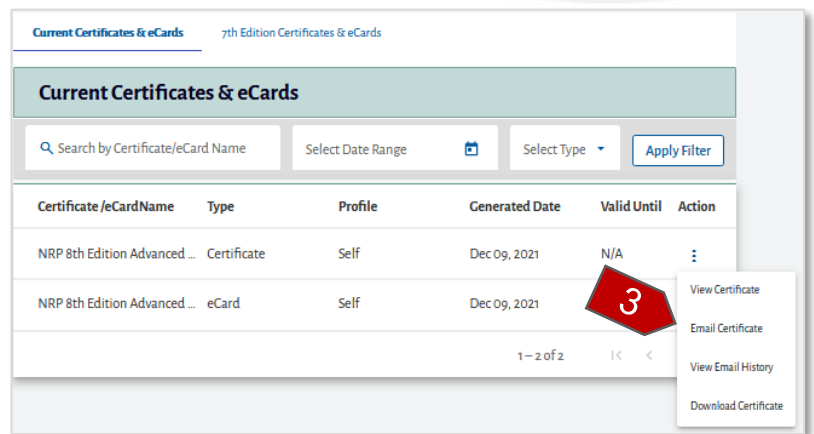 Current Certificates & eCards 7th Edition Certificates & eCards
Current Certificates & eCards
Search by Certificate/eCard Name Select Date Range Select Type Apply Filter
Certificate /eCardName Type Profile Generated Date Valid Until Action
NRP 8th Edition Advanced ... Certificate Self Dec 09, 2021 N/A
View Certificate
NRP 8th Edition Advanced ... eCard Self Dec 09, 2021 3
Email Certificate
1 – 2 of 2
View Email History
Download Certificate